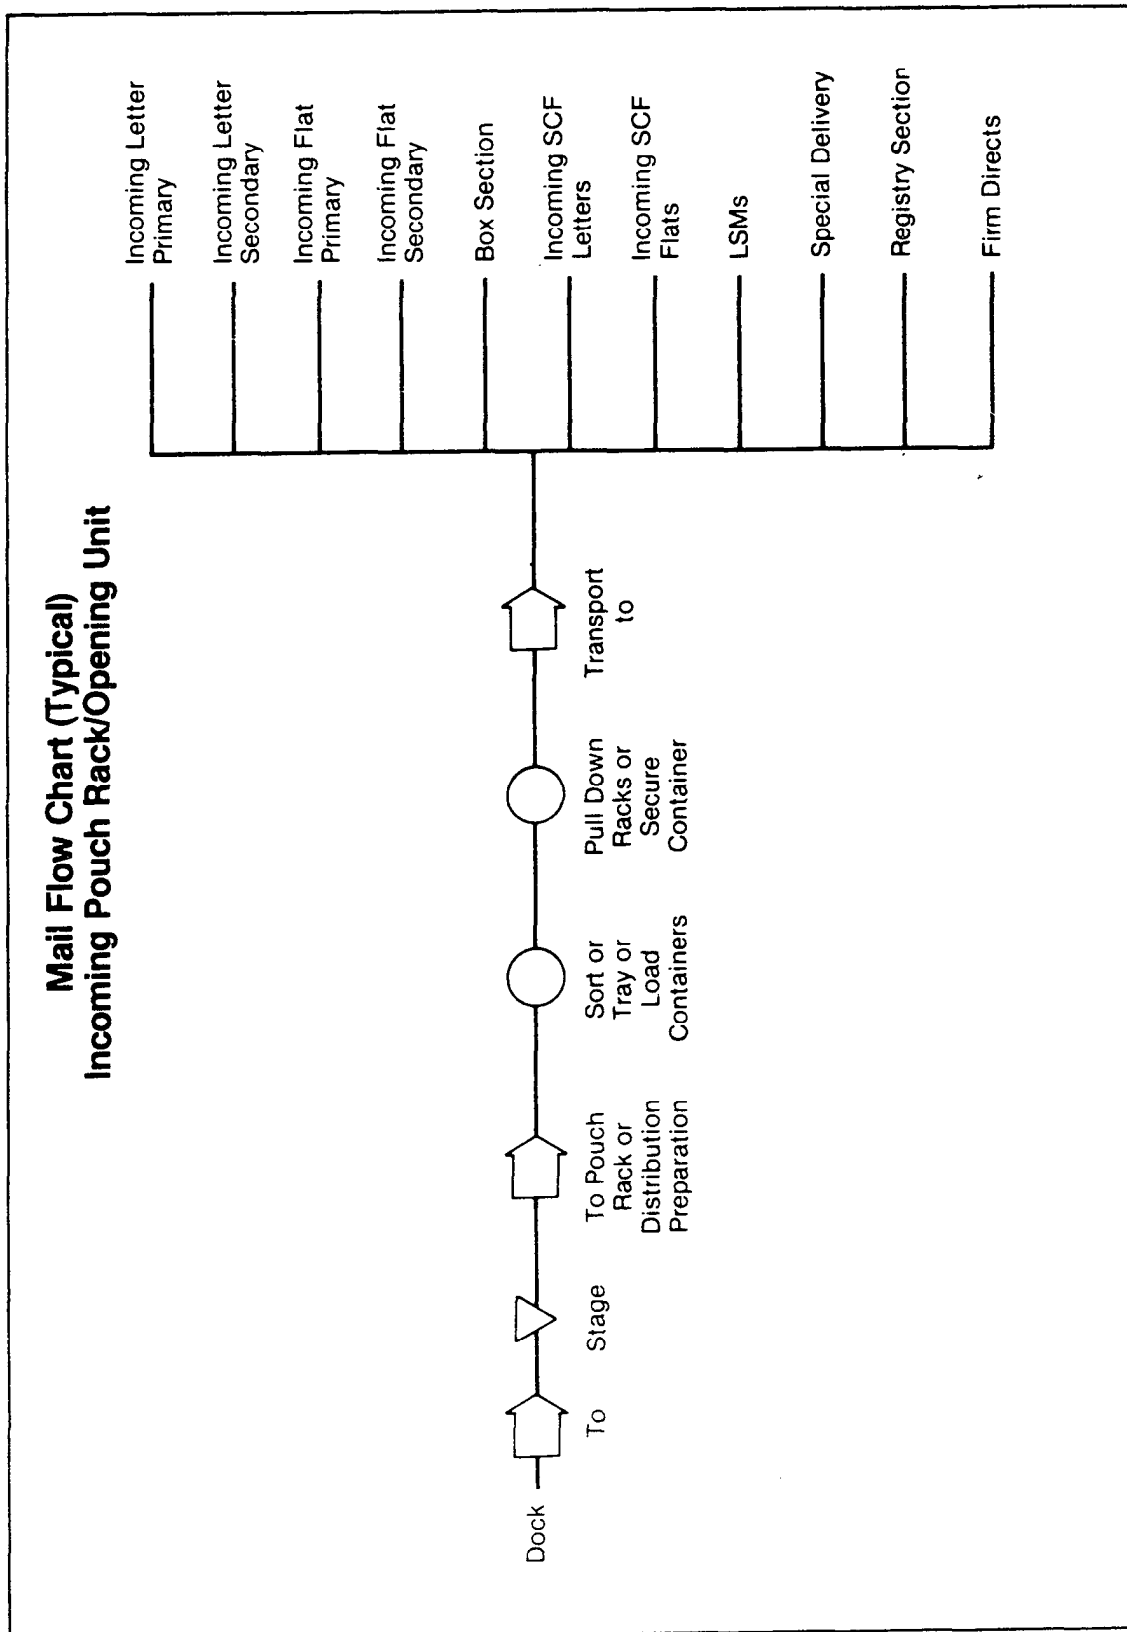 Mail Flow Chart (Typical)
Incoming Pouch Rack/Opening Unit
Dock
To
Stage
To Pouch
Rack or
Distribution
Preparation
Sort or
Tray or
Load
Containers
Pull Down
Racks or
Secure
Container
Transport
to
Incoming Letter
Primary
Incoming Letter
Secondary
Incoming Flat
Primary
Incoming Flat
Secondary
Box Section
Incoming SCF
Letters
Incoming SCF
Flats
LSMs
Special Delivery
Registry Section
Firm Directs